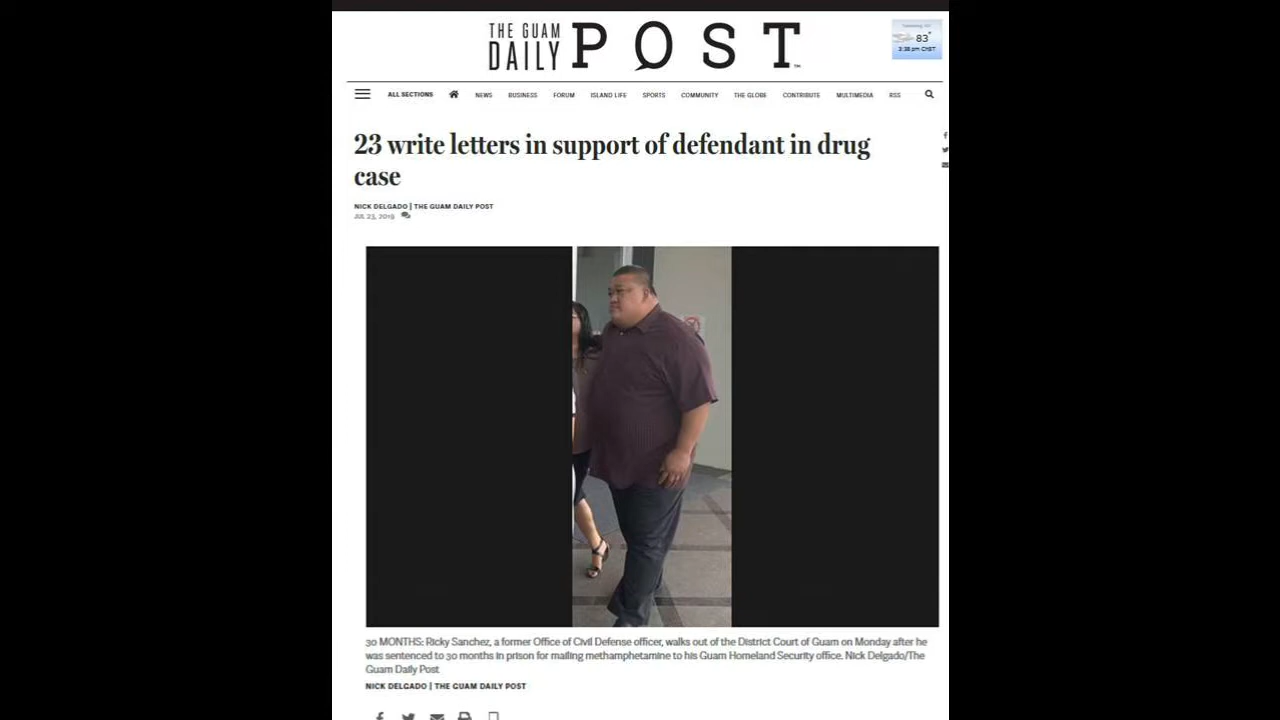 THE GUAM
DAILY POST
83°
3:38 pm CHST
ALL SECTIONS NEWS BUSINESS FORUM ISLAND LIFE SPORTS COMMUNITY THE GLOBE CONTRIBUTE MULTIMEDIA RSS
23 write letters in support of defendant in drug
case
NICK DELGADO | THE GUAM DAILY POST
JUL 23, 2019
30 MONTHS: Ricky Sanchez, a former Office of Civil Defense officer, walks out of the District Court of Guam on Monday after he
was sentenced to 30 months in prison for mailing methamphetamine to his Guam Homeland Security office. Nick Delgado/The
Guam Daily Post
NICK DELGADO | THE GUAM DAILY POST